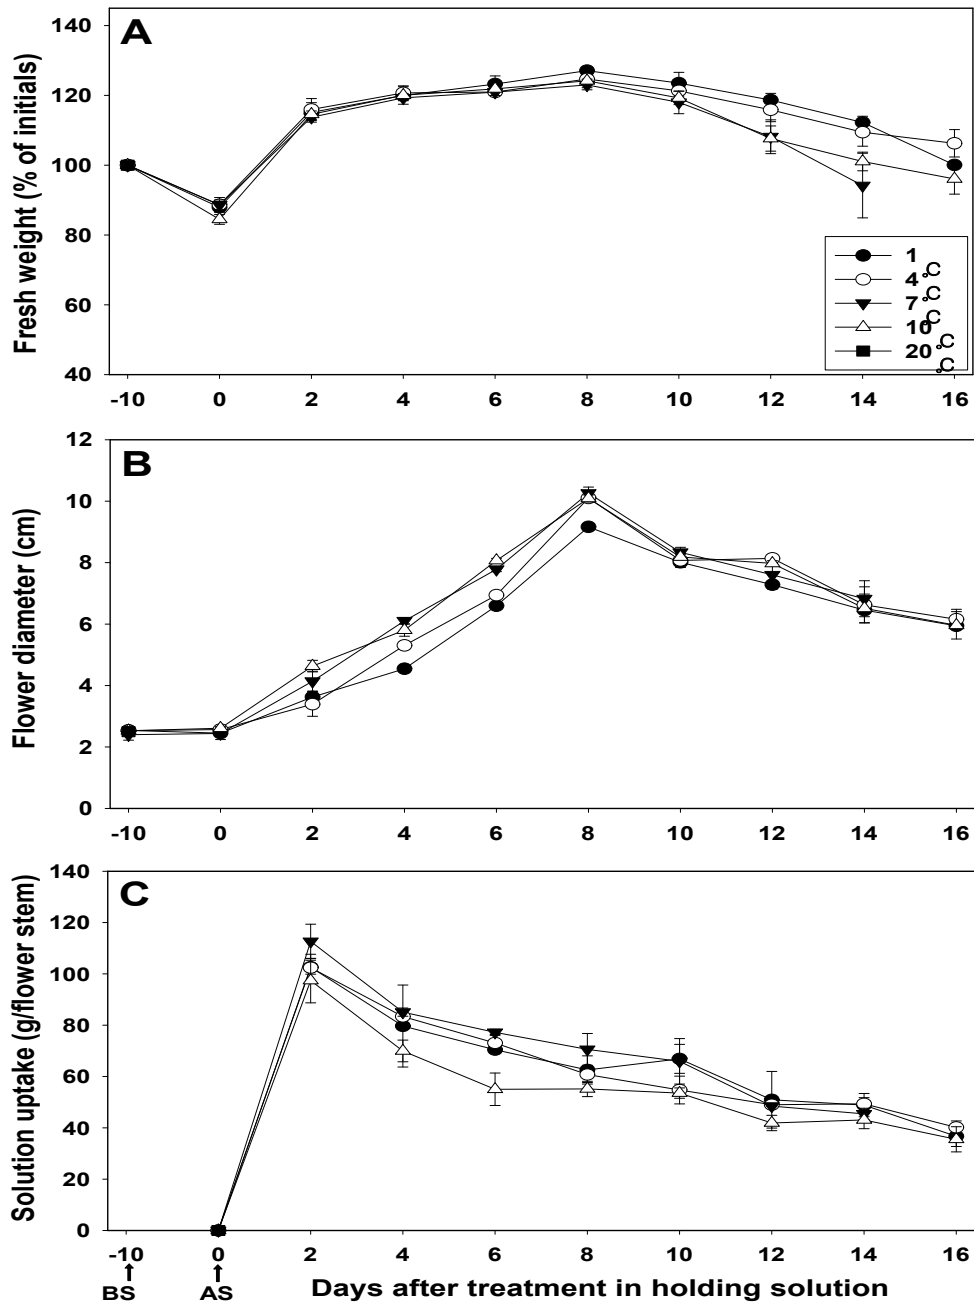 A
Fresh weight (% of initials)
140
120
100
80
60
40
1
4 °C
7 °C
10 °C
20 °C
°C
-10 0 2 4 6 8 10 12 14 16
B
Flower diameter (cm)
12
10
8
6
4
2
0
-10 0 2 4 6 8 10 12 14 16
C
Solution uptake (g/flower stem)
140
120
100
80
60
40
20
0
-10 0 2 4 6 8 10 12 14 16
BS AS Days after treatment in holding solution